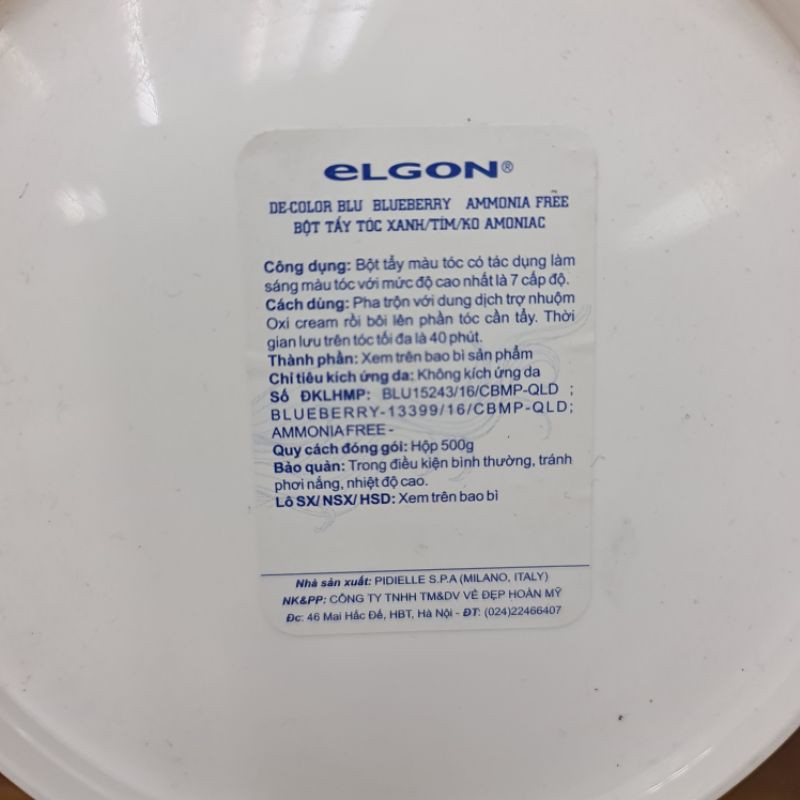 eLGON®
DE-COLOR BLU BLUEBERRY AMMONIA FREE
BỘT TẨY TÓC XANH/TÍM/KO AMONIAC
Công dụng: Bột tẩy màu tóc có tác dụng làm
sáng màu tóc với mức độ cao nhất là 7 cấp độ.
Cách dùng: Pha trộn với dung dịch trợ nhuộm
Oxi cream rồi bôi lên phần tóc cần tẩy. Thời
gian lưu trên tóc tối đa là 40 phút.
Thành phần: Xem trên bao bì sản phẩm
Chỉ tiêu kích ứng da: Không kích ứng da
Số ĐKLHMP: BLU15243/16/CBMP-QLD ;
BLUEBERRY-13399/16/CBMP-QLD;
AMMONIA FREE -
Quy cách đóng gói: Hộp 500g
Bảo quản: Trong điều kiện bình thường, tránh
phơi nắng, nhiệt độ cao.
Lô SX/ NSX/ HSD: Xem trên bao bì
Nhà sản xuất: PIDIELLE S.P.A (MILANO, ITALY)
NK&PP: CÔNG TY TNHH TM&DV VẺ ĐẸP HOÀN MỸ
Đc: 46 Mai Hắc Đế, HBT, Hà Nội - ĐT: (024)22466407